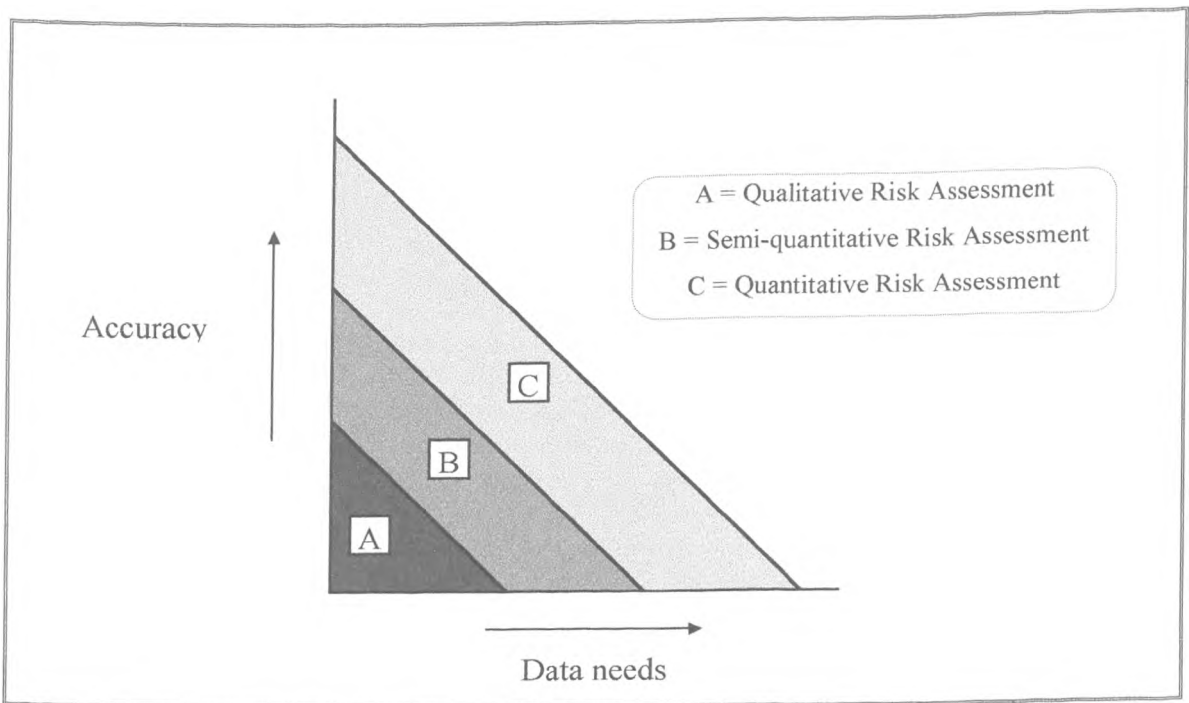 A = Qualitative Risk Assessment
B = Semi-quantitative Risk Assessment
C = Quantitative Risk Assessment
Accuracy
C
B
A
Data needs